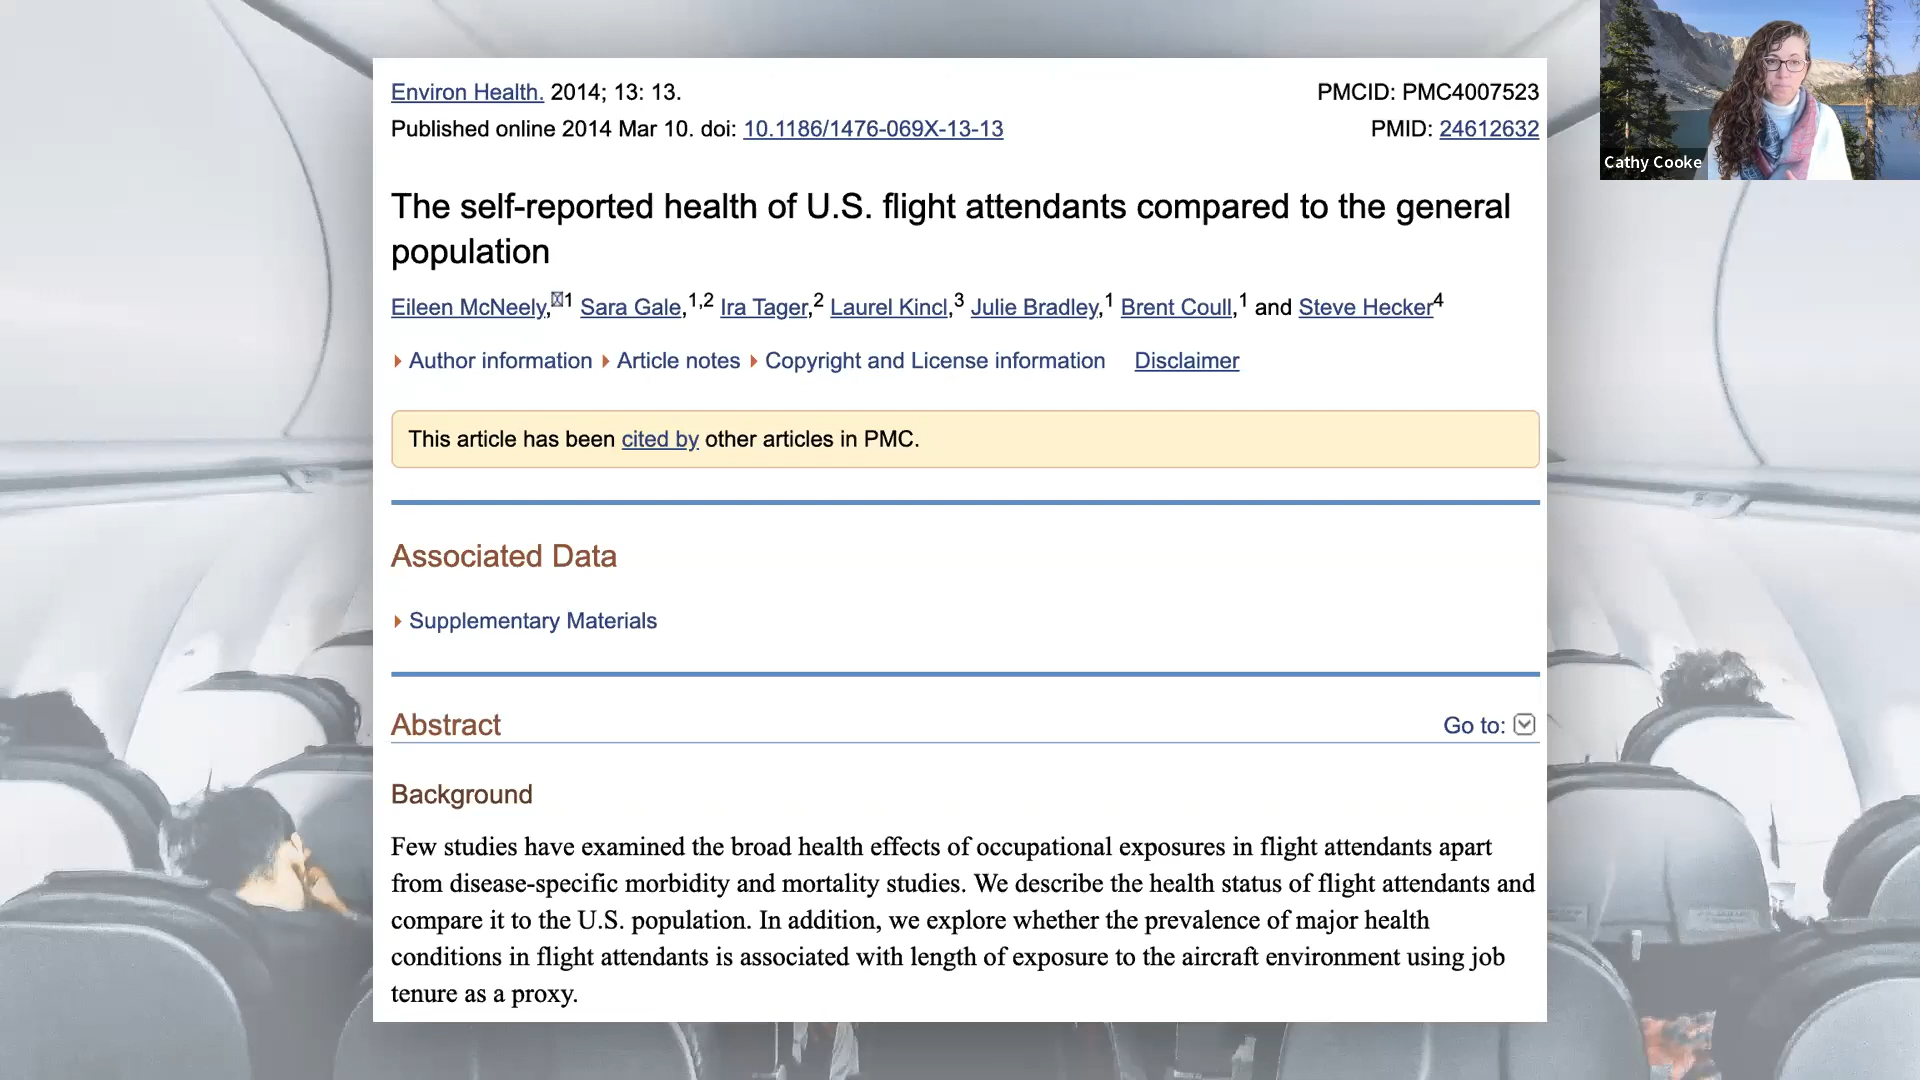 Environ Health. 2014; 13: 13.
PMCID: PMC4007523
Published online 2014 Mar 10. doi: 10.1186/1476-069X-13-13
PMID: 24612632
The self-reported health of U.S. flight attendants compared to the general
population
Eileen McNeely,1 Sara Gale,1,2 Ira Tager,2 Laurel Kincl,3 Julie Bradley,1 Brent Coull,1 and Steve Hecker4
Author information Article notes Copyright and License information Disclaimer
This article has been cited by other articles in PMC.
Associated Data
Supplementary Materials
Abstract
Go to:
Background
Few studies have examined the broad health effects of occupational exposures in flight attendants apart
from disease-specific morbidity and mortality studies. We describe the health status of flight attendants and
compare it to the U.S. population. In addition, we explore whether the prevalence of major health
conditions in flight attendants is associated with length of exposure to the aircraft environment using job
tenure as a proxy.
Cathy Cooke